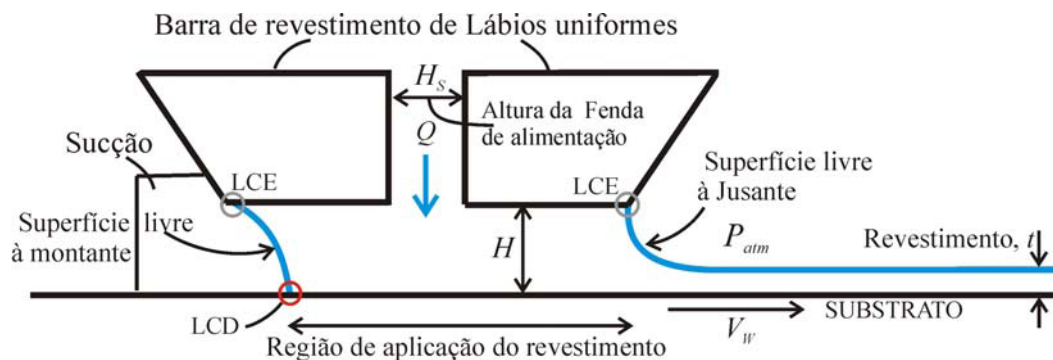 Barra de revestimento de Lábios uniformes
H_S
Altura da Fenda
de alimentação
Q
Sucção
LCE
LCE
Superfície livre
à Jusante
Superfície livre
à montante
H
P_atm
Revestimento, t
LCD
V_W
SUBSTRATO
Região de aplicação do revestimento